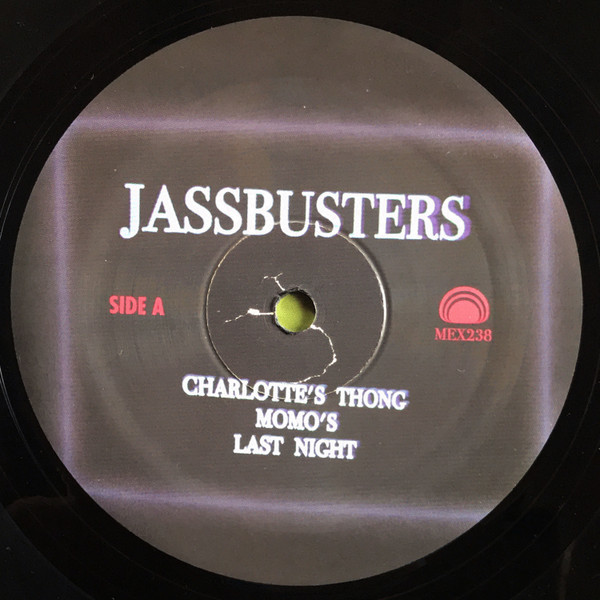 JASSBUSTERS
SIDE A
MEX238
CHARLOTTE'S THONG
MOMO'S
LAST NIGHT